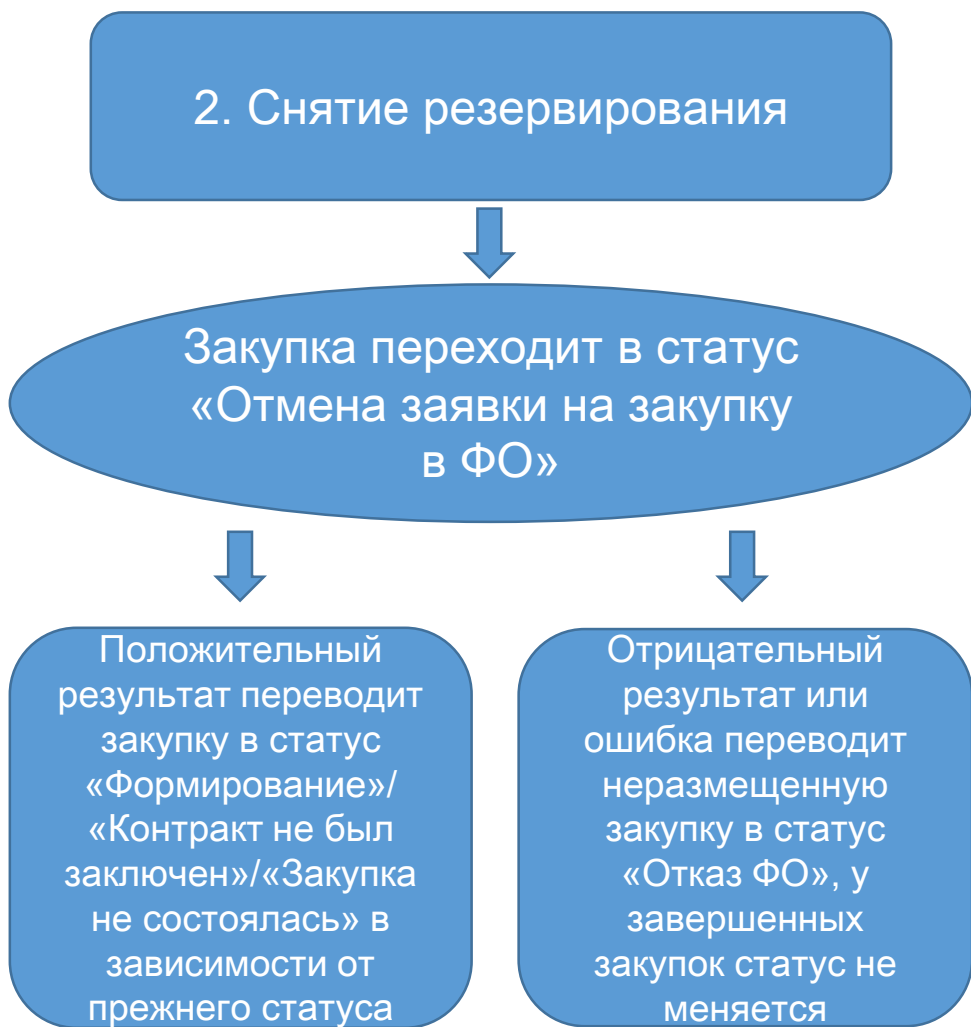 2. Снятие резервирования
Закупка переходит в статус
«Отмена заявки на закупку
в ФО»
Положительный
результат переводит
закупку в статус
«Формирование»/
«Контракт не был
заключен»/«Закупка
не состоялась» в
зависимости от
прежнего статуса
Отрицательный
результат или
ошибка переводит
неразмещенную
закупку в статус
«Отказ ФО», у
завершенных
закупок статус не
меняется